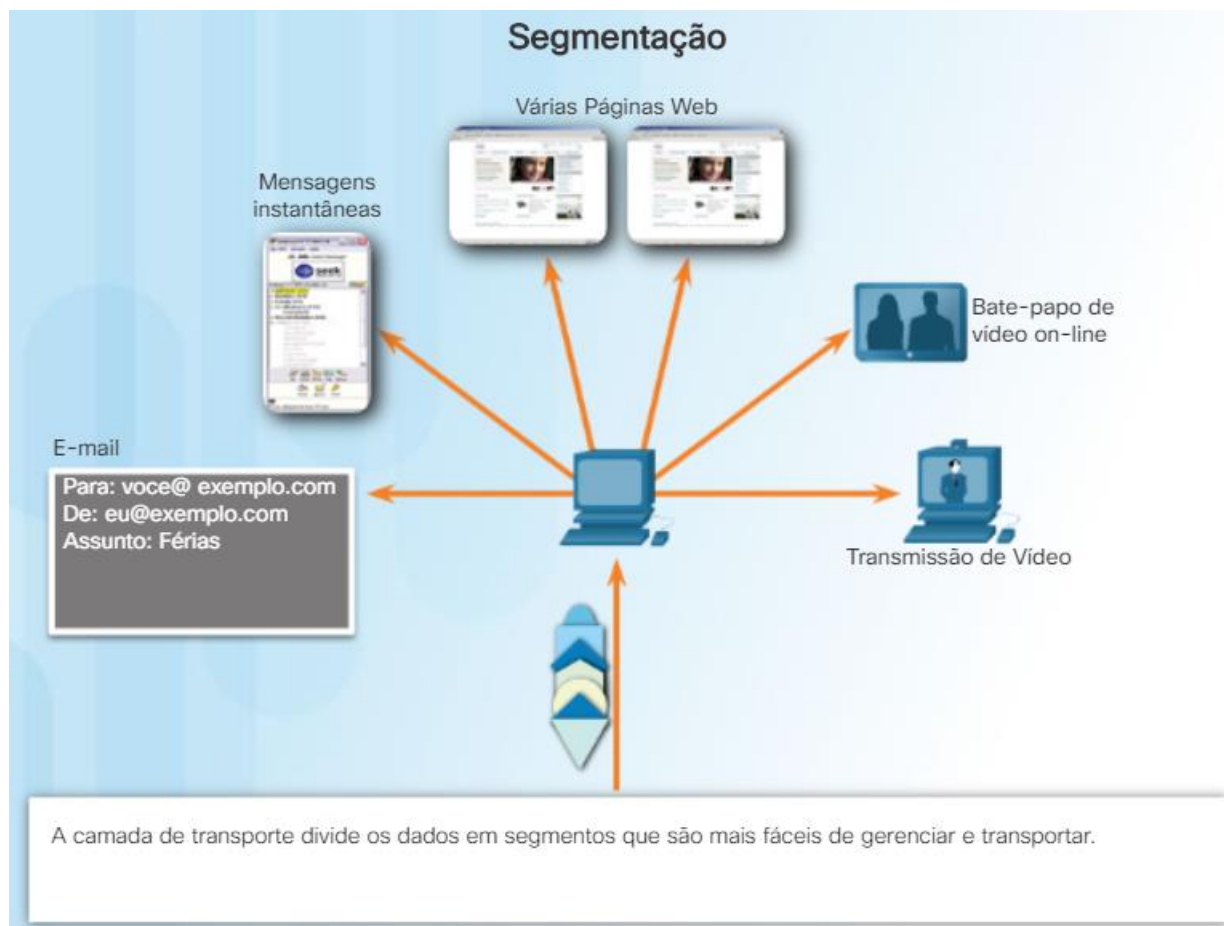 Segmentação
Várias Páginas Web
Mensagens
instantâneas
seek
Bate-papo de
vídeo on-line
E-mail
Para: voce@ exemplo.com
De: eu@exemplo.com
Assunto: Férias
Transmissão de Vídeo
A camada de transporte divide os dados em segmentos que são mais fáceis de gerenciar e transportar.